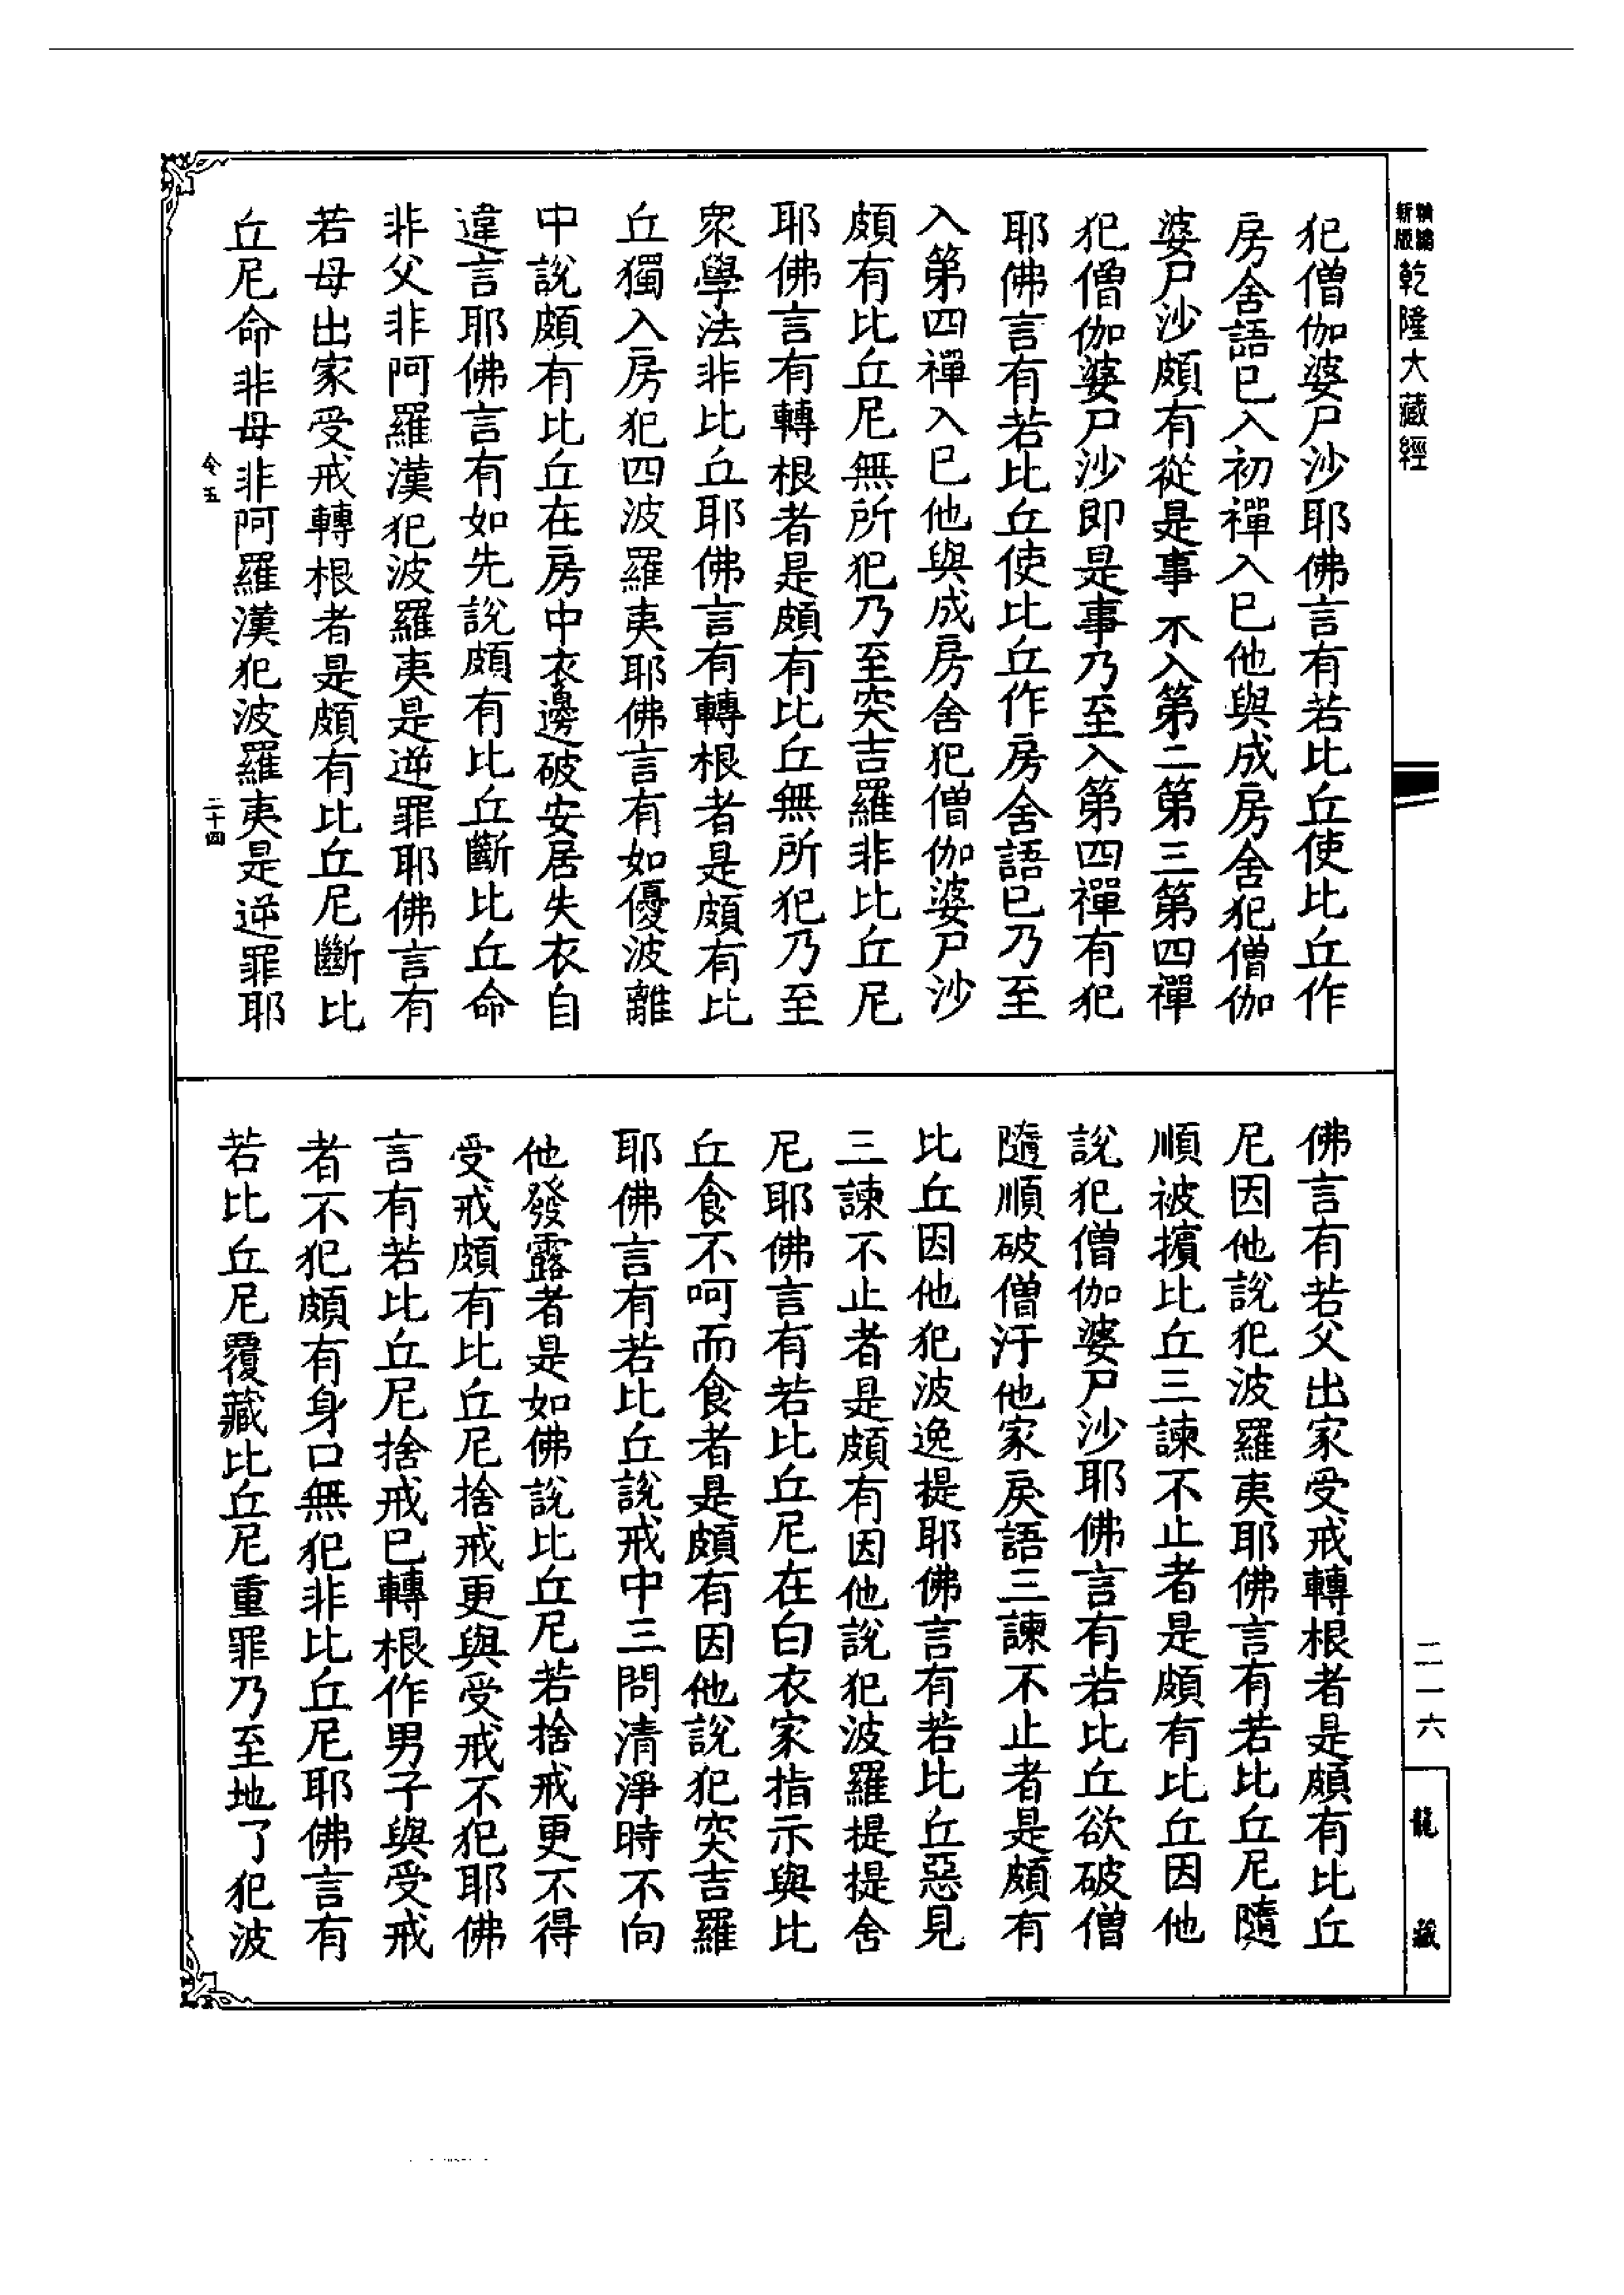 新版
乾隆大藏經
犯僧伽婆尸沙耶佛言有若比丘使比丘作
房舍語已入初禪入已他與成房舍犯僧伽
婆尸沙頗有從是事不入第二第三第四禪
犯僧伽婆尸沙即是事乃至入第四禪有犯
耶佛言有若比丘使比丘作房舍語已乃至
入第四禪入已他與成房舍犯僧伽婆尸沙
頗有比丘尼無所犯乃至突吉羅非比丘尼
耶佛言有轉根者是頗有比丘無所犯乃至
衆學法非比丘耶佛言有轉根者是頗有比
丘獨入房犯四波羅夷耶佛言有如優波離
中說頗有比丘在房中衣邊破安居失衣自
違言耶佛言有如先說頗有比丘斷比丘命
非父非阿羅漢犯波羅夷是逆罪耶佛言有
若母出家受戒轉根者是頗有比丘尼斷比
丘尼命非母非阿羅漢犯波羅夷是逆罪耶
令五
二十四
佛言有若父出家受戒轉根者是頗有比丘
尼因他說犯波羅夷耶佛言有若比丘尼隨
順被擯比丘三諫不止者是頗有比丘因他
說犯僧伽婆尸沙耶佛言有若比丘欲破僧
隨順破僧汙他家戾語三諫不止者是頗有
比丘因他犯波逸提耶佛言有若比丘惡見
三諫不止者是頗有因他說犯波羅提提舍
尼耶佛言有若比丘尼在白衣家指示與比
丘食不呵而食者是頗有因他說犯突吉羅
耶佛言有若比丘說戒中三問清淨時不向
他發露者是如佛說比丘尼若捨戒更不得
受戒頗有比丘尼捨戒更與受戒不犯耶佛
言有若比丘尼捨戒已轉根作男子與受戒
者不犯頗有身口無犯非比丘尼耶佛言有
若比丘尼覆藏比丘尼重罪乃至地了犯波
二一六
龍藏